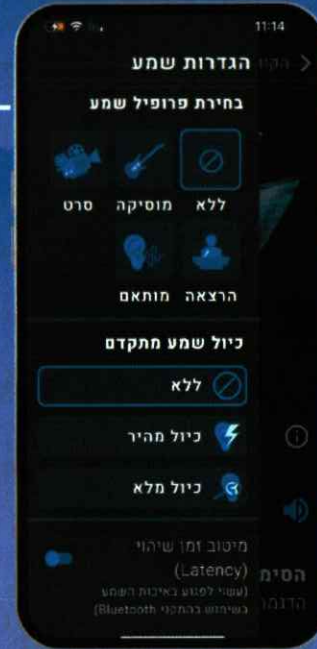 11:14
הגדרות שמע
בחירת פרופיל שמע
ללא
מוסיקה
סרט
הרצאה
מותאם
כיול שמע מתקדם
ללא
כיול מהיר
כיול מלא
מיטוב זמן שיהוי
(Latency)
(עשוי לפגוע באיכות השמע
בשימוש בהתקני Bluetooth)